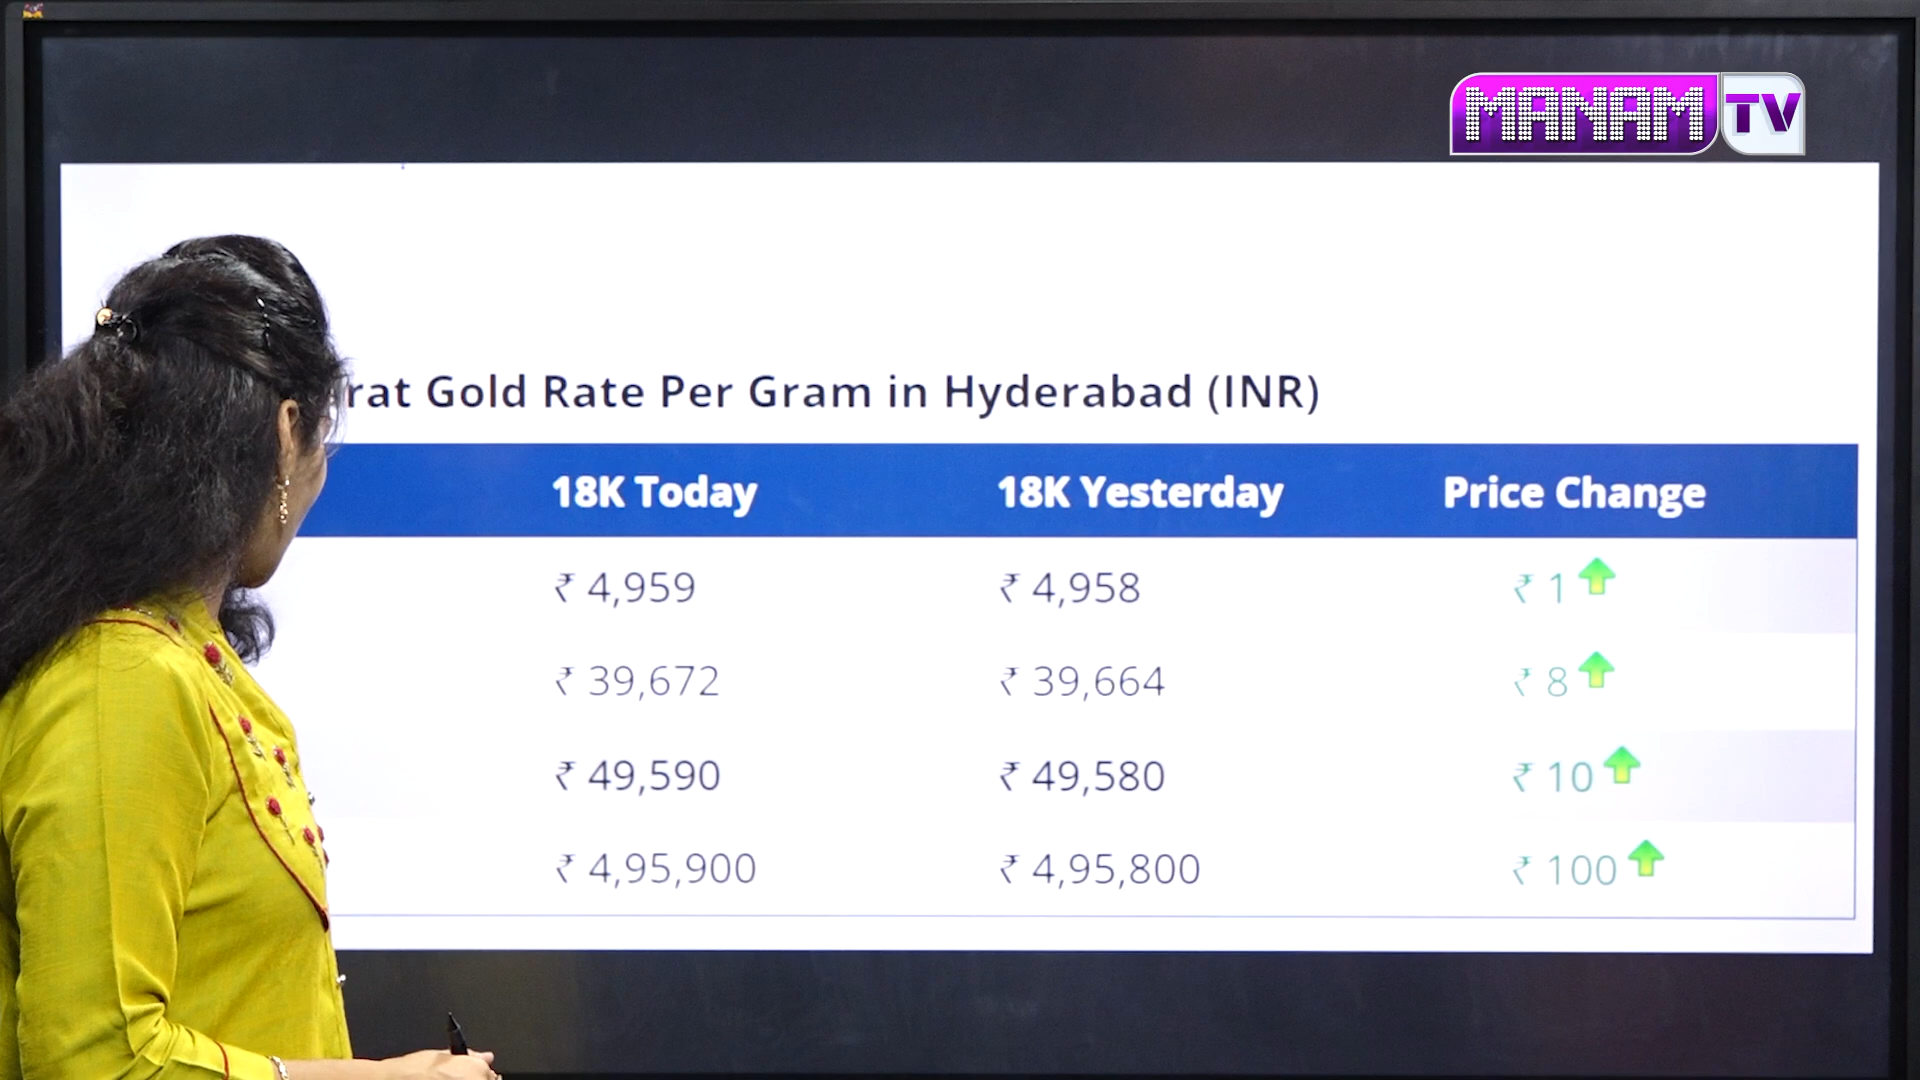 MANAM TV
rat Gold Rate Per Gram in Hyderabad (INR)
18K Today 18K Yesterday Price Change
₹ 4,959 ₹ 4,958 ₹ 1
₹ 39,672 ₹ 39,664 ₹ 8
₹ 49,590 ₹ 49,580 ₹ 10
₹ 4,95,900 ₹ 4,95,800 ₹ 100